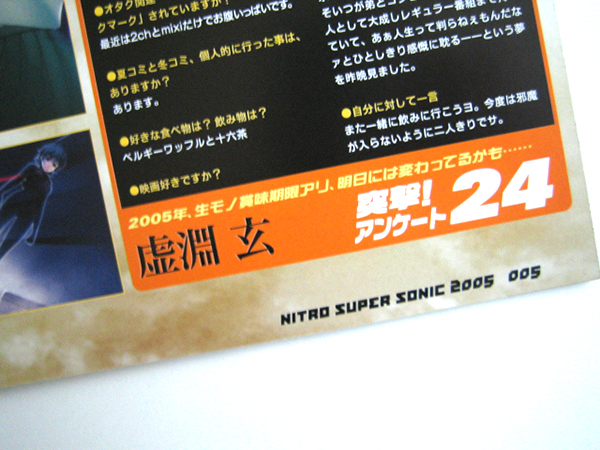 ●オタク関連
クマーク」されていますか?
最近は2chとmixiだけでお腹いっぱいです。
●夏コミと冬コミ、個人的に行った事は、
ありますか?
あります。
●好きな食べ物は? 飲み物は?
ベルギーワッフルと十六茶
●映画好きですか?
人として大成しレギュラー番組まで
ていて、あぁ人生って判らねぇもんだな
ァとひとしきり感慨に耽る——という夢
を昨晩見ました。
●自分に対して一言
また一緒に飲みに行こうヨ。今度は邪魔
が入らないように二人きりでサ。
2005年、生モノ賞味期限アリ、明日には変わってるかも……
虚淵 玄
突撃!
アンケート24
NITRO SUPER SONIC 2005 005